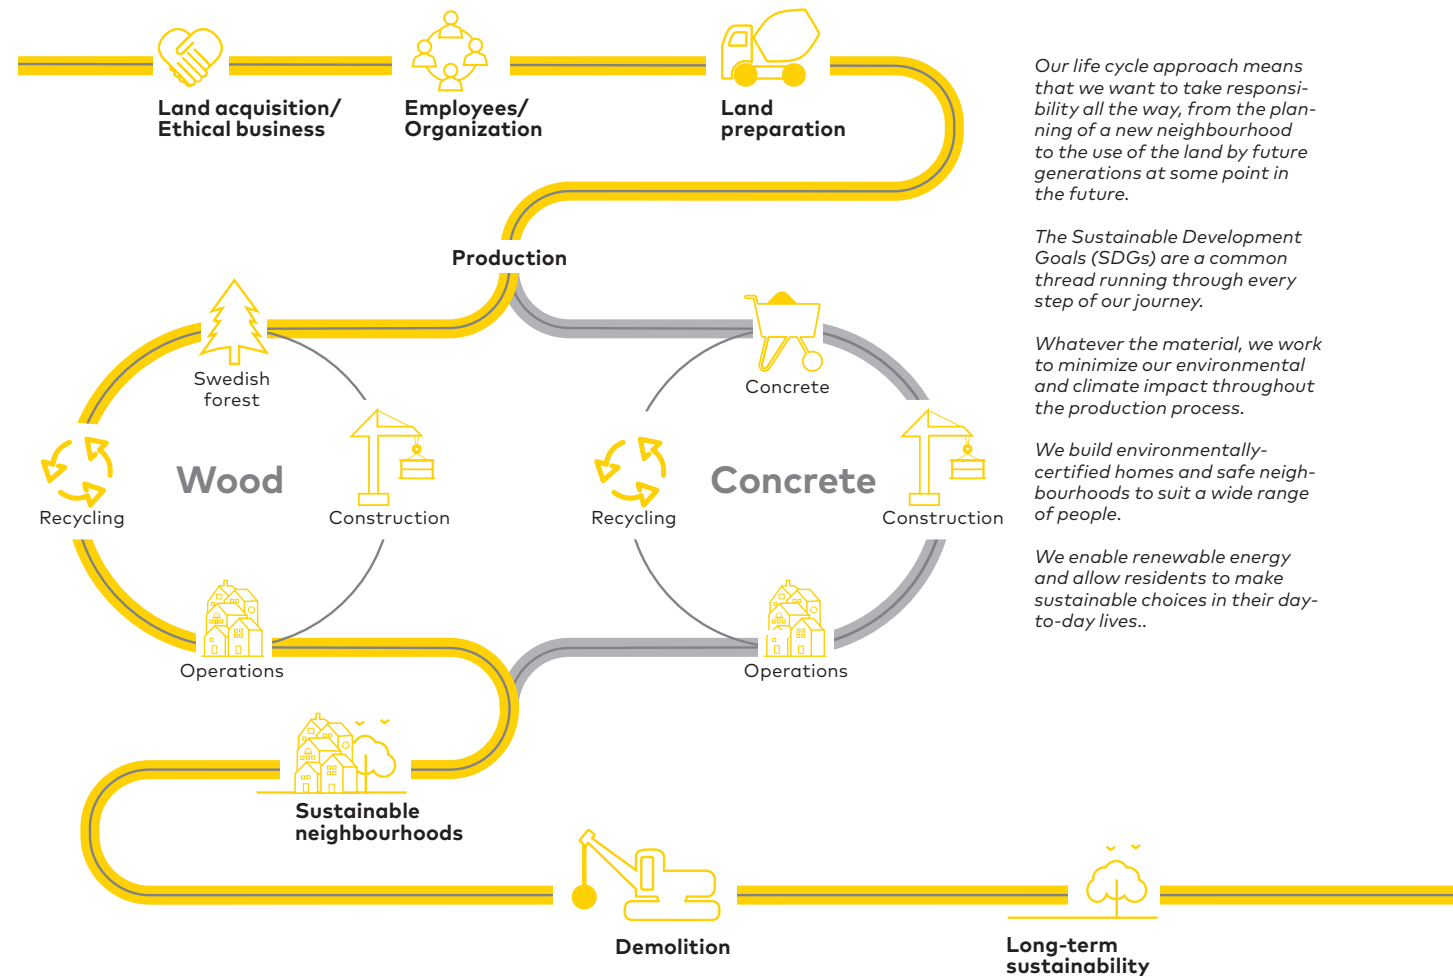 Land acquisition/
Ethical business
Employees/
Organization
Land
preparation
Our life cycle approach means
that we want to take responsi-
bility all the way, from the plan-
ning of a new neighbourhood
to the use of the land by future
generations at some point in
the future.
The Sustainable Development
Goals (SDGs) are a common
thread running through every
step of our journey.
Whatever the material, we work
to minimize our environmental
and climate impact throughout
the production process.
We build environmentally-
certified homes and safe neigh-
bourhoods to suit a wide range
of people.
We enable renewable energy
and allow residents to make
sustainable choices in their day-
to-day lives..
Production
Swedish
forest
Wood
Recycling
Construction
Operations
Concrete
Concrete
Recycling
Construction
Operations
Sustainable
neighbourhoods
Demolition
Long-term
sustainability